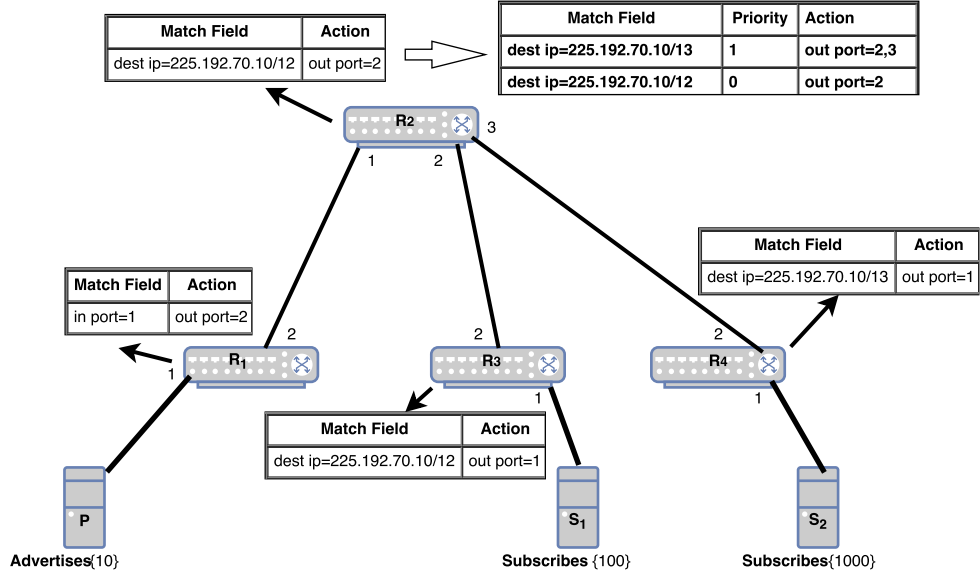 Match Field Action
dest ip=225.192.70.10/12 out port=2
Match Field Priority Action
dest ip=225.192.70.10/13 1 out port=2,3
dest ip=225.192.70.10/12 0 out port=2
R2
3
1 2
Match Field Action
dest ip=225.192.70.10/13 out port=1
Match Field Action
in port=1 out port=2
2 2 2
R1 R3 R4
1 1 1
Match Field Action
dest ip=225.192.70.10/12 out port=1
P S1 S2
Advertises{10} Subscribes {100} Subscribes{1000}